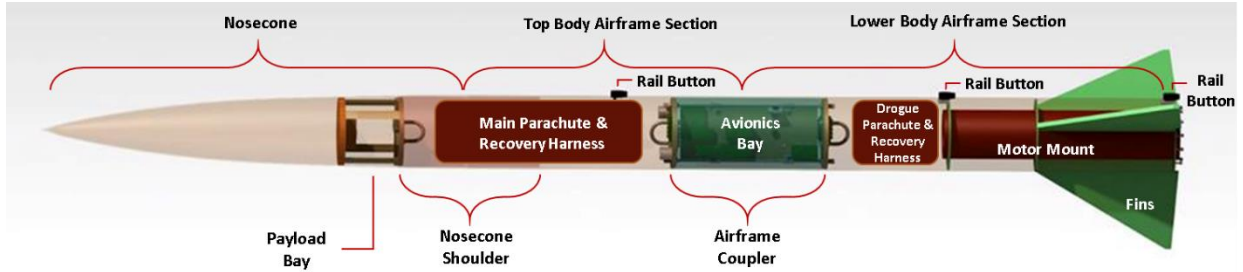 Nosecone
Top Body Airframe Section
Lower Body Airframe Section
Rail Button
Rail Button
Rail
Button
Main Parachute &
Recovery Harness
Avionics
Bay
Drogue
Parachute &
Recovery
Harness
Motor Mount
Fins
Payload
Bay
Nosecone
Shoulder
Airframe
Coupler